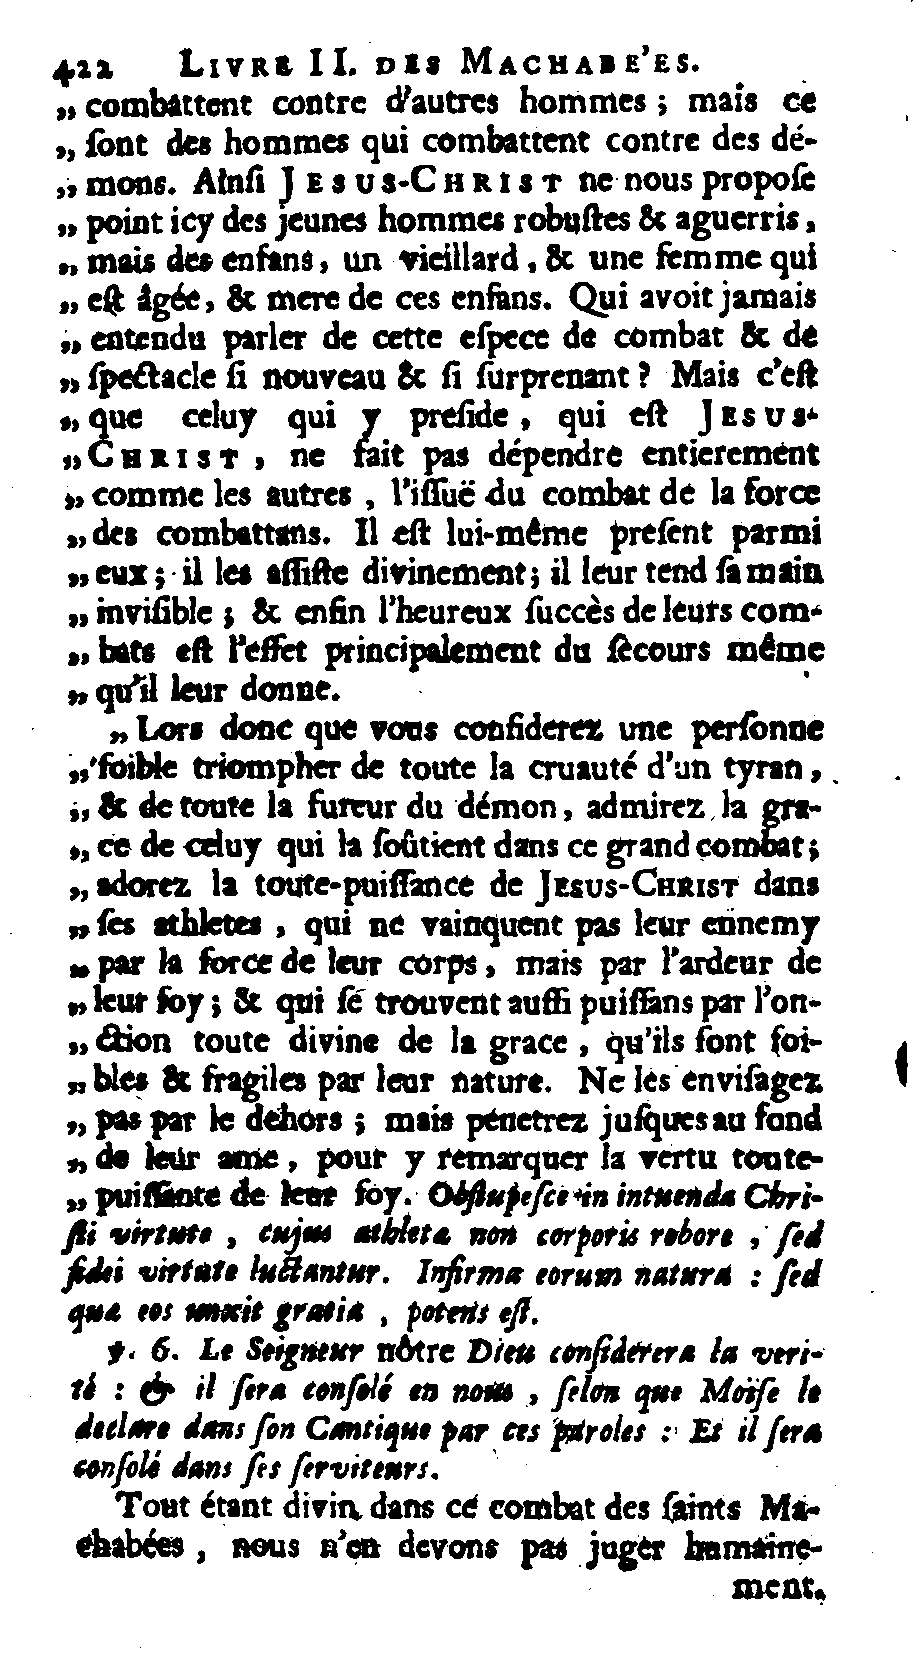 422 LIVRE II. DES MACHABE'ES.
„ combattent contre d'autres hommes ; mais ce
„ ſont des hommes qui combattent contre des dé-
„ mons. Ainſi JESUS-CHRIST ne nous propoſe
„ point icy des jeunes hommes robuſtes & aguerris,
„ mais des enfans, un vieillard, & une femme qui
„ eſt âgée, & mere de ces enfans. Qui avoit jamais
„ entendu parler de cette eſpece de combat & de
„ ſpectacle ſi nouveau & ſi ſurprenant ? Mais c'eſt
„ que celuy qui y preſide, qui eſt JESUS-
„ CHRIST, ne fait pas dépendre entierement
„ comme les autres, l'iſſuë du combat de la force
„ des combattans. Il eſt lui-même preſent parmi
„ eux ; il les aſſiſte divinement ; il leur tend ſa main
„ inviſible ; & enfin l'heureux ſuccès de leurs com-
„ bats eſt l'effet principalement du ſecours même
„ qu'il leur donne.
„ Lors donc que vous conſiderez une perſonne
„ foible triompher de toute la cruauté d'un tyran,
„ & de toute la fureur du démon, admirez la gra-
„ ce de celuy qui la ſoûtient dans ce grand combat ;
„ adorez la toute-puiſſance de JESUS-CHRIST dans
„ ſes athletes, qui ne vainquent pas leur ennemy
„ par la force de leur corps, mais par l'ardeur de
„ leur foy ; & qui ſe trouvent auſſi puiſſans par l'on-
„ ction toute divine de la grace, qu'ils ſont foi-
„ bles & fragiles par leur nature. Ne les enviſagez
„ pas par le dehors ; mais penetrez juſques au fond
„ de leur ame, pour y remarquer la vertu toute-
„ puiſſante de leur foy. Obſtupeſce in intuenda Chri-
ſti virtute, cujus athleta non corporis robore, ſed
fidei virtute luctantur. Infirma eorum natura : ſed
qua eos unxit gratia, potens eſt.
℣. 6. Le Seigneur nôtre Dieu conſiderera la veri-
té : & il ſera conſolé en nous, ſelon que Moïſe le
declare dans ſon Cantique par ces paroles : Et il ſera
conſolé dans ſes ſerviteurs.
Tout étant divin dans ce combat des ſaints Ma-
chabées, nous n'en devons pas juger humaine-
ment.